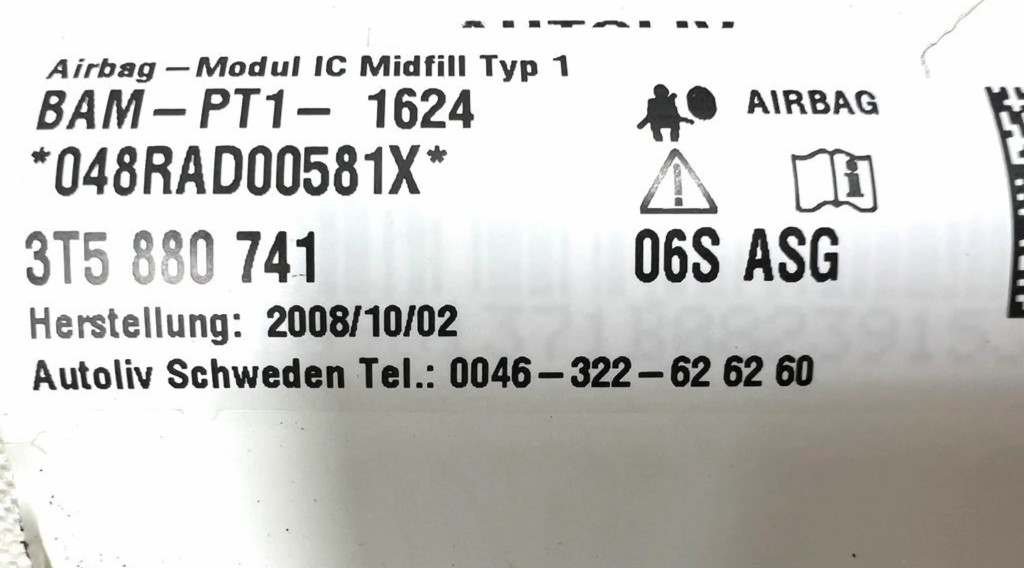 AUTOLIV
Airbag – Modul IC Midfill Typ 1
BAM – PT1 – 1624
AIRBAG
*048RAD00581X*
3T5 880 741
06S ASG
Herstellung: 2008/10/02
Autoliv Schweden Tel.: 0046 – 322 – 62 62 60